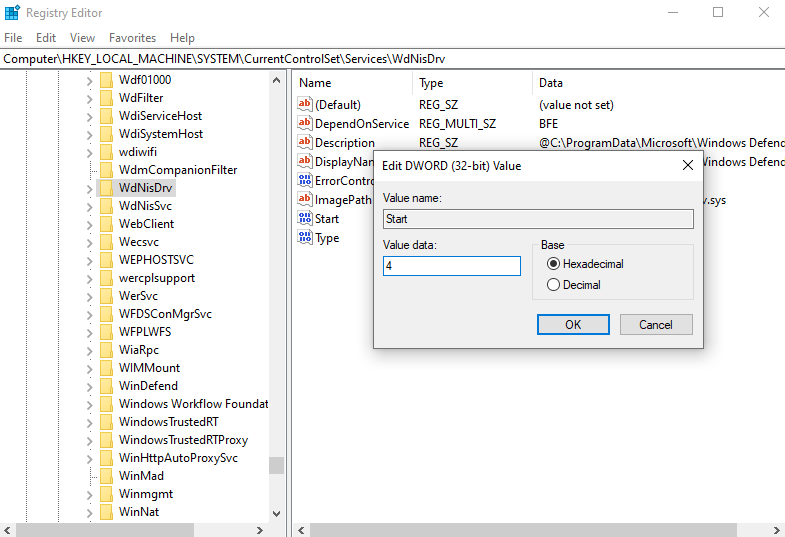 Registry Editor
File Edit View Favorites Help
Computer\HKEY_LOCAL_MACHINE\SYSTEM\CurrentControlSet\Services\WdNisDrv
Wdf01000
WdFilter
WdiServiceHost
WdiSystemHost
wdiwifi
WdmCompanionFilter
WdNisDrv
WdNisSvc
WebClient
Wecsvc
WEPHOSTSVC
wercplsupport
WerSvc
WFDSConMgrSvc
WFPLWFS
WiaRpc
WIMMount
WinDefend
Windows Workflow Foundat
WindowsTrustedRT
WindowsTrustedRTProxy
WinHttpAutoProxySvc
WinMad
Winmgmt
WinNat
Name Type Data
(Default) REG_SZ (value not set)
DependOnService REG_MULTI_SZ BFE
Description REG_SZ @C:\ProgramData\Microsoft\Windows Defend
DisplayNam \Windows Defend
ErrorContro
ImagePath v.sys
Start
Type
Edit DWORD (32-bit) Value
Value name:
Start
Value data:
4
Base
Hexadecimal
Decimal
OK Cancel